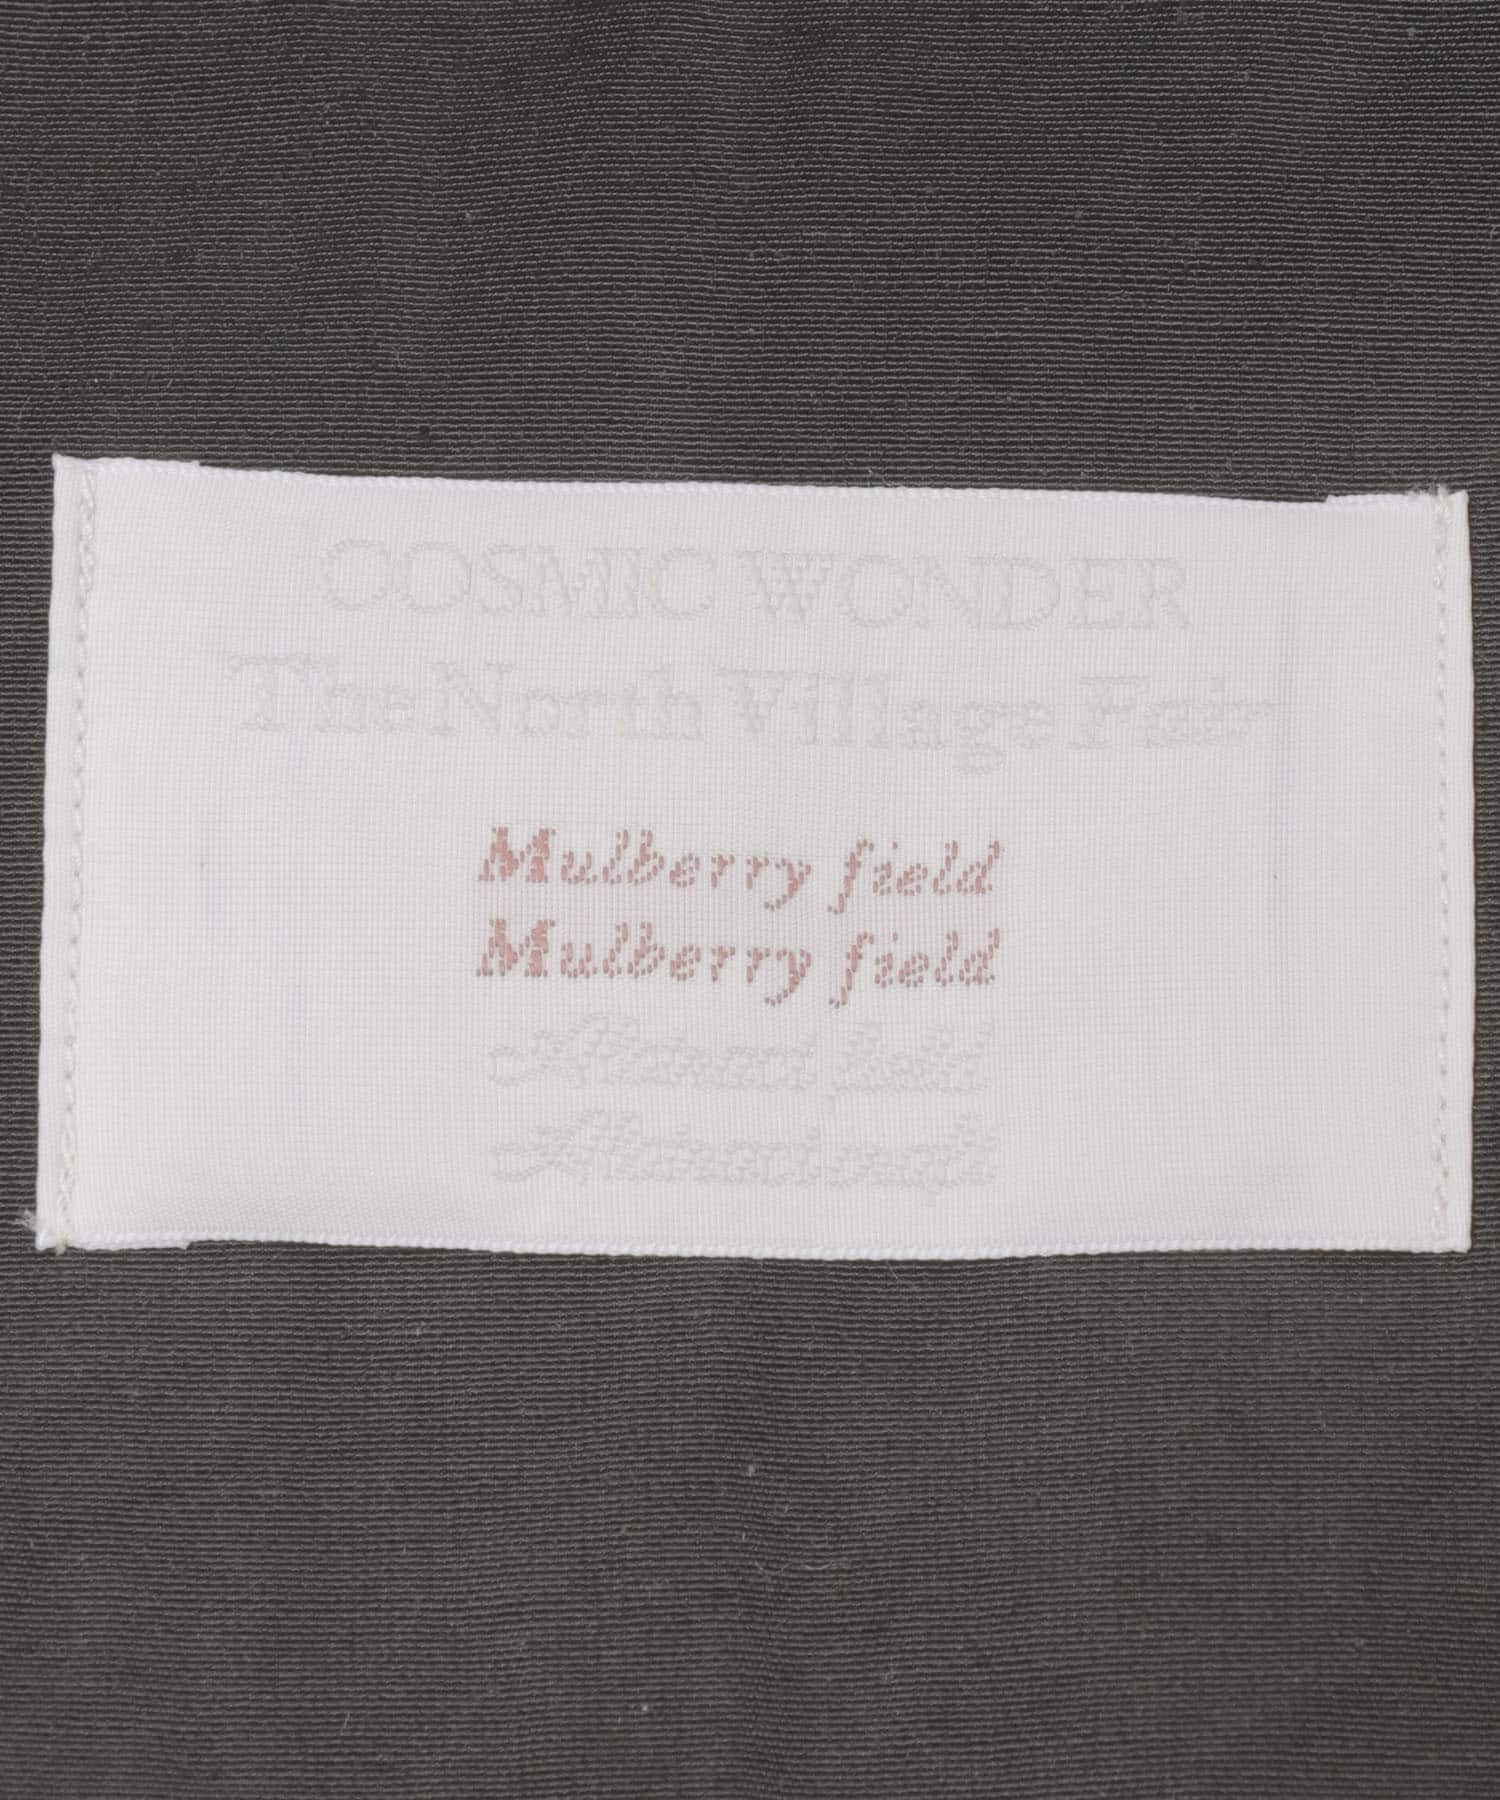 COSMIC WONDER
The North Village Fair
Mulberry field
Mulberry field